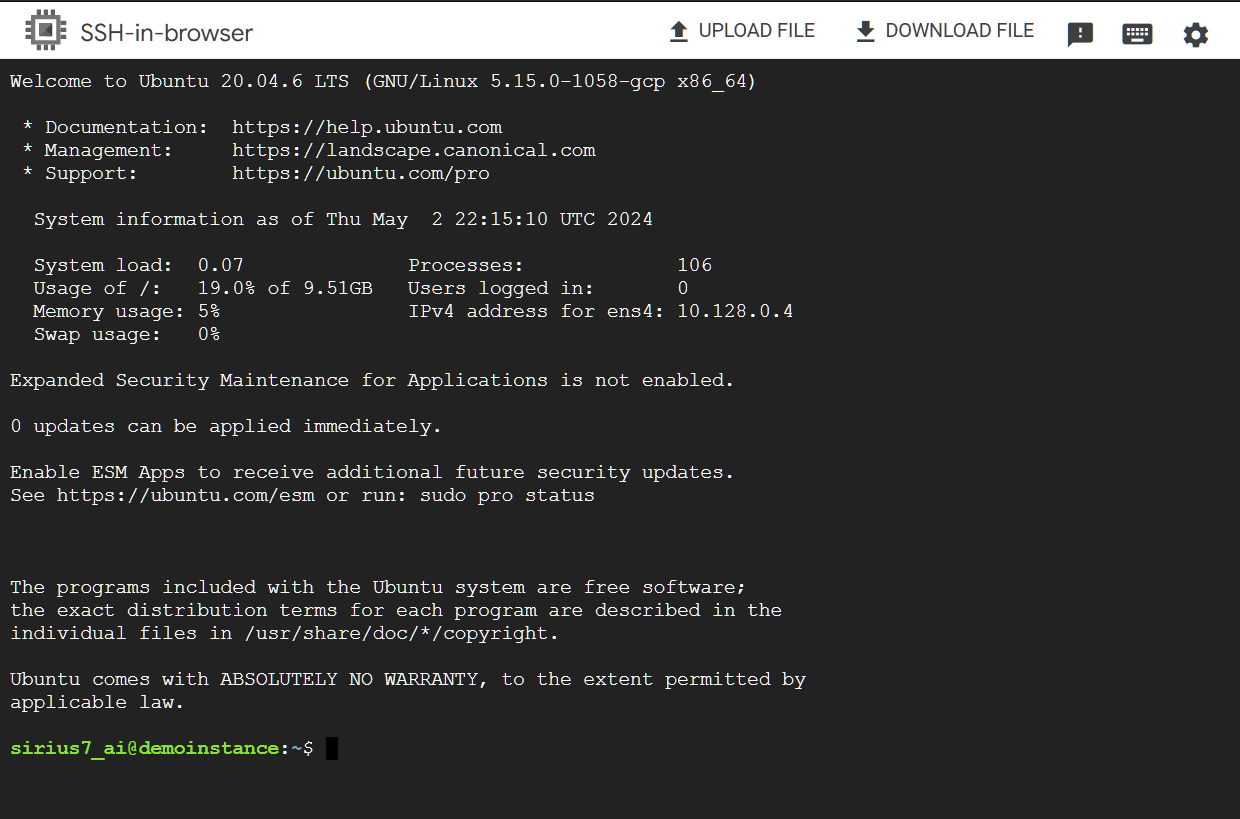 SSH-in-browser
UPLOAD FILE
DOWNLOAD FILE
Welcome to Ubuntu 20.04.6 LTS (GNU/Linux 5.15.0-1058-gcp x86_64)
* Documentation:  https://help.ubuntu.com
* Management:     https://landscape.canonical.com
* Support:        https://ubuntu.com/pro
System information as of Thu May  2 22:15:10 UTC 2024
System load:  0.07              Processes:             106
Usage of /:   19.0% of 9.51GB   Users logged in:       0
Memory usage: 5%                IPv4 address for ens4: 10.128.0.4
Swap usage:   0%
Expanded Security Maintenance for Applications is not enabled.
0 updates can be applied immediately.
Enable ESM Apps to receive additional future security updates.
See https://ubuntu.com/esm or run: sudo pro status
The programs included with the Ubuntu system are free software;
the exact distribution terms for each program are described in the
individual files in /usr/share/doc/*/copyright.
Ubuntu comes with ABSOLUTELY NO WARRANTY, to the extent permitted by
applicable law.
sirius7_ai@demoinstance:~$